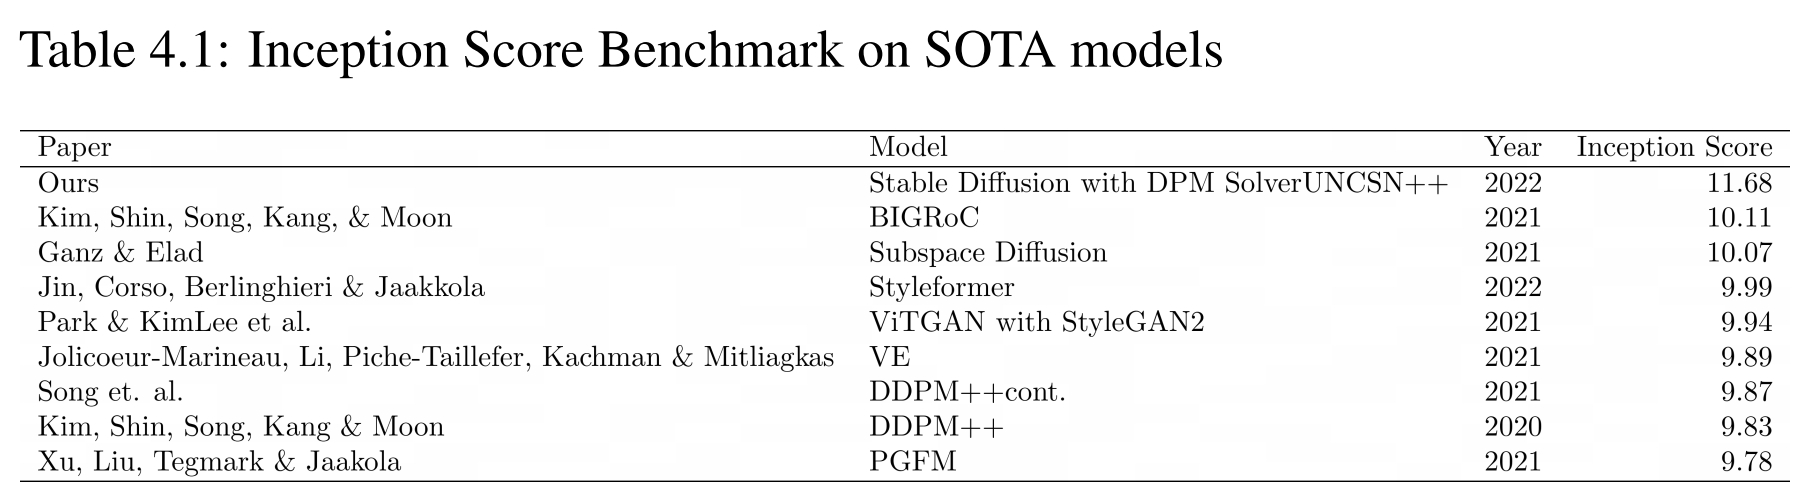 Table 4.1: Inception Score Benchmark on SOTA models
Paper Model Year Inception Score
Ours Stable Diffusion with DPM SolverUNCSN++ 2022 11.68
Kim, Shin, Song, Kang, & Moon BIGRoC 2021 10.11
Ganz & Elad Subspace Diffusion 2021 10.07
Jin, Corso, Berlinghieri & Jaakkola Styleformer 2022 9.99
Park & KimLee et al. ViTGAN with StyleGAN2 2021 9.94
Jolicoeur-Marineau, Li, Piche-Taillefer, Kachman & Mitliagkas VE 2021 9.89
Song et. al. DDPM++cont. 2021 9.87
Kim, Shin, Song, Kang & Moon DDPM++ 2020 9.83
Xu, Liu, Tegmark & Jaakola PGFM 2021 9.78